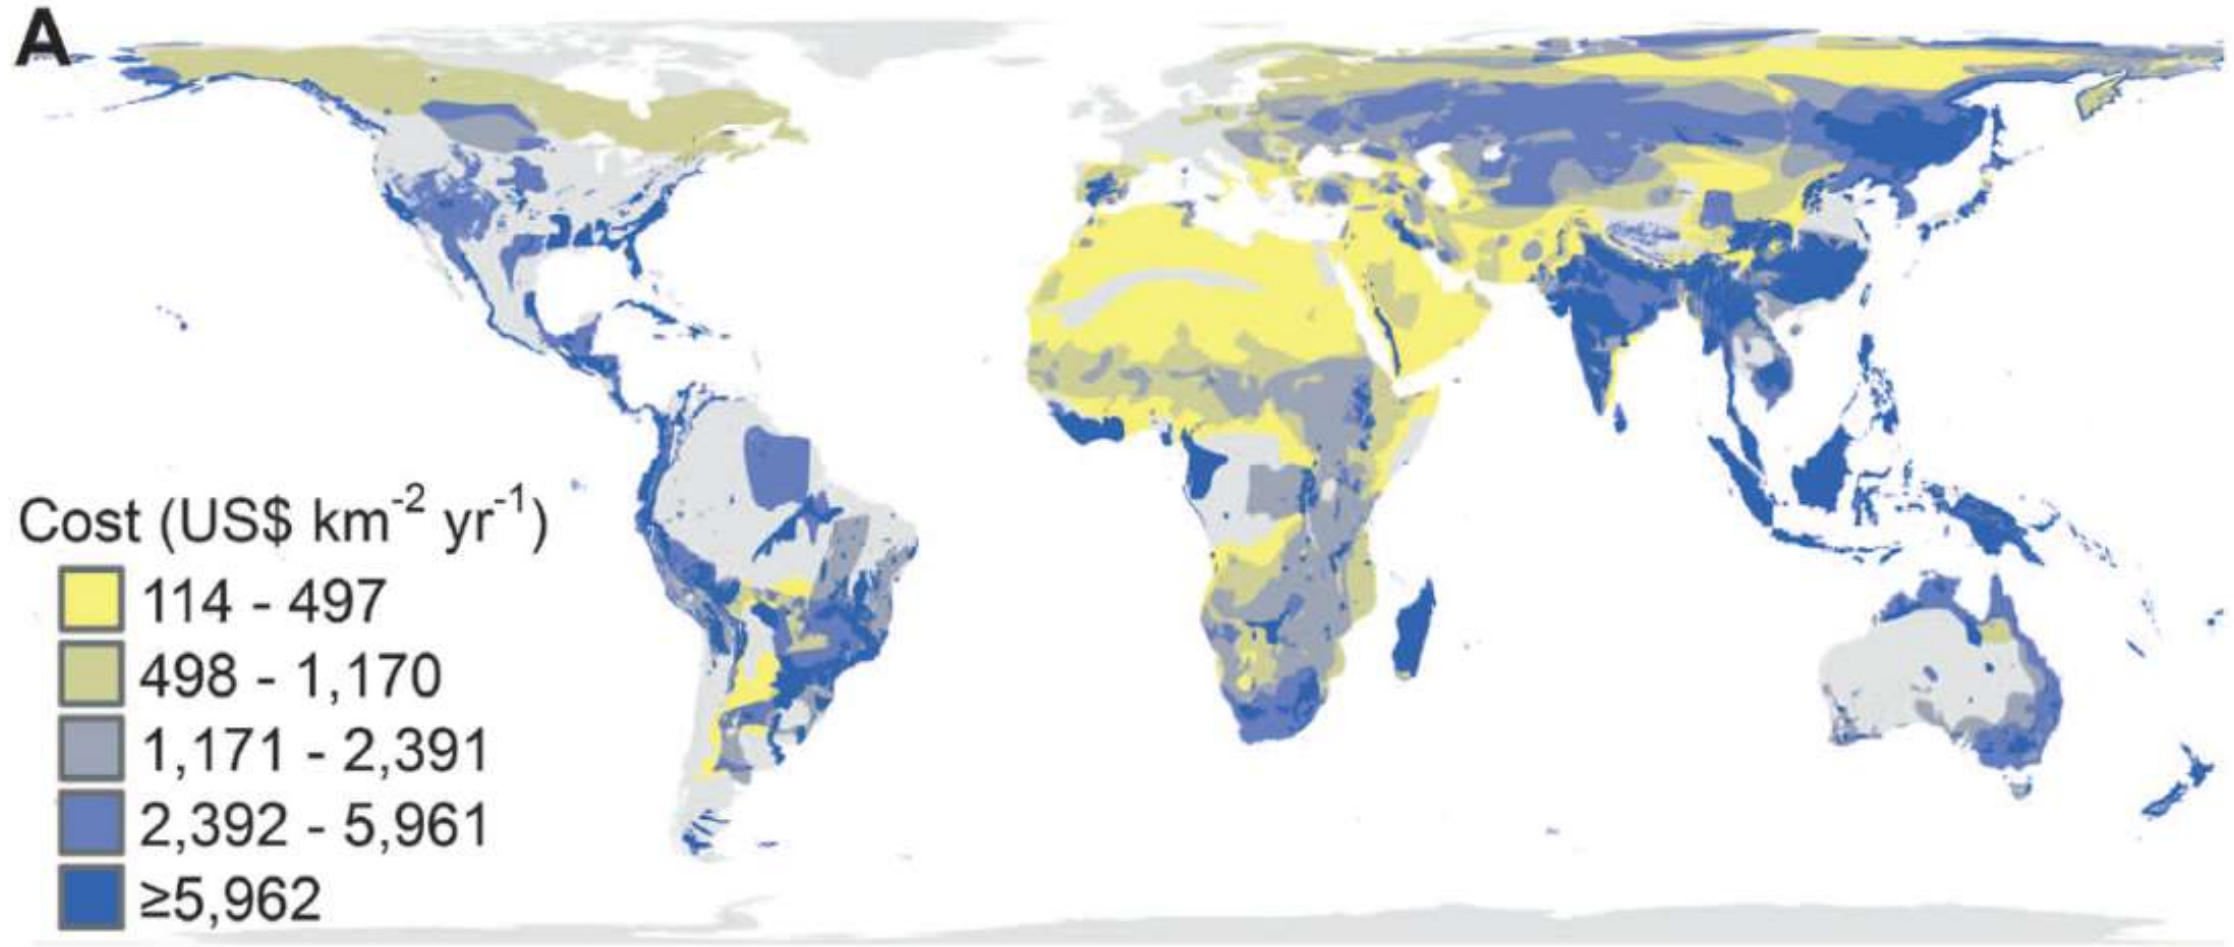 A
Cost (US$ km⁻² yr⁻¹)
114 - 497
498 - 1,170
1,171 - 2,391
2,392 - 5,961
≥5,962